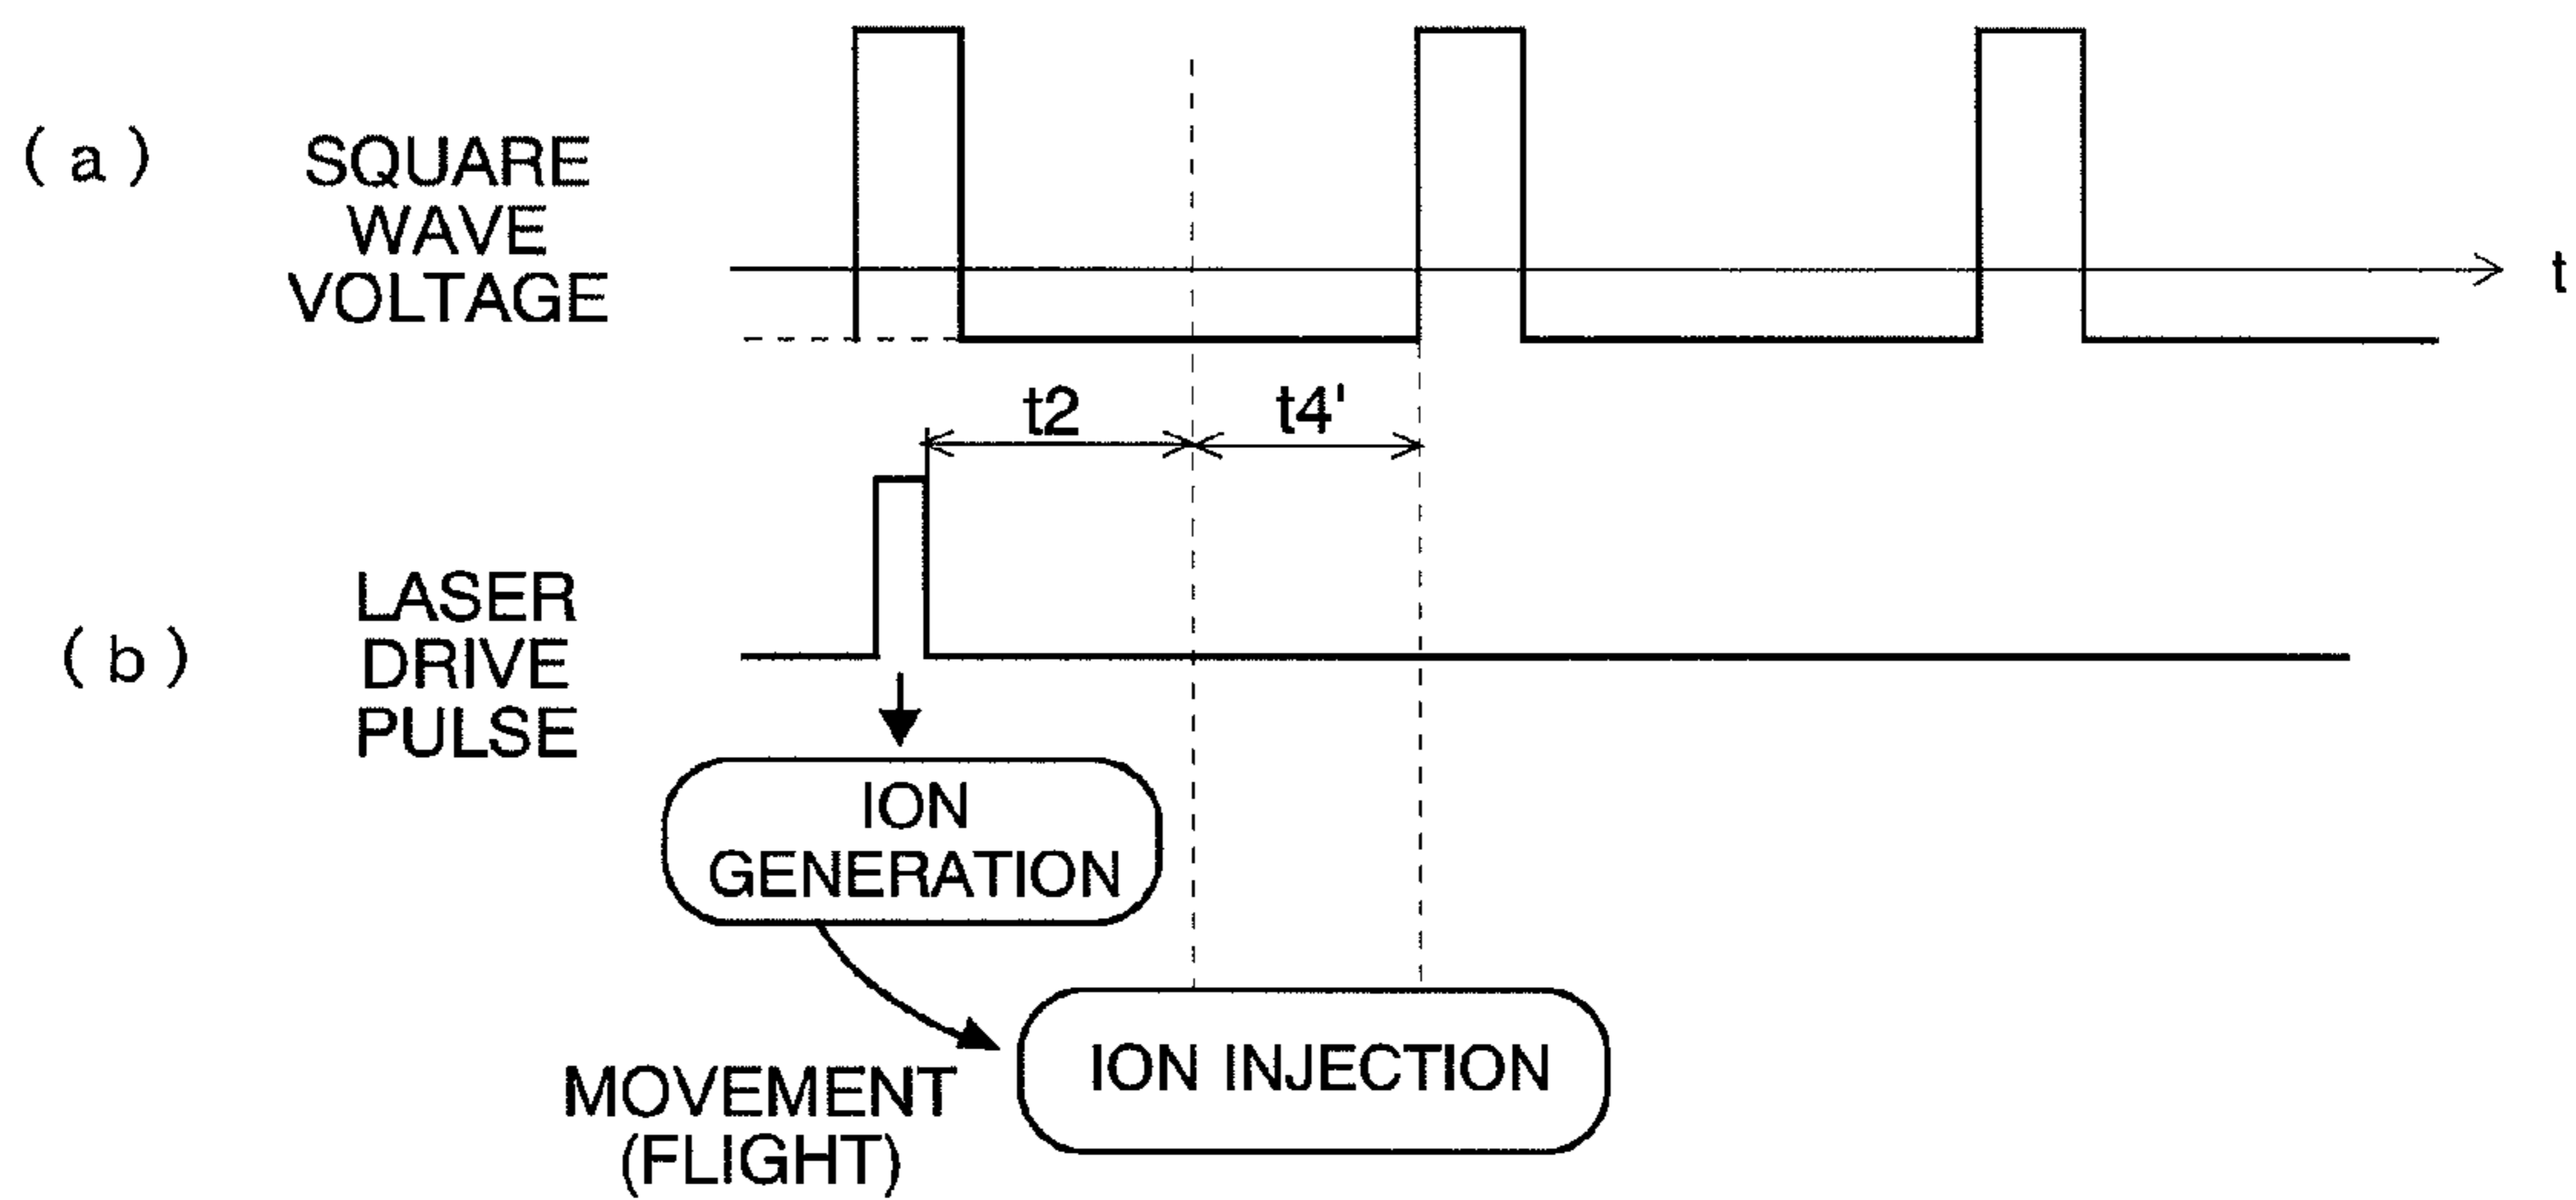 (a)
SQUARE
WAVE
VOLTAGE
t
t2
t4'
(b)
LASER
DRIVE
PULSE
ION
GENERATION
MOVEMENT
(FLIGHT)
ION INJECTION